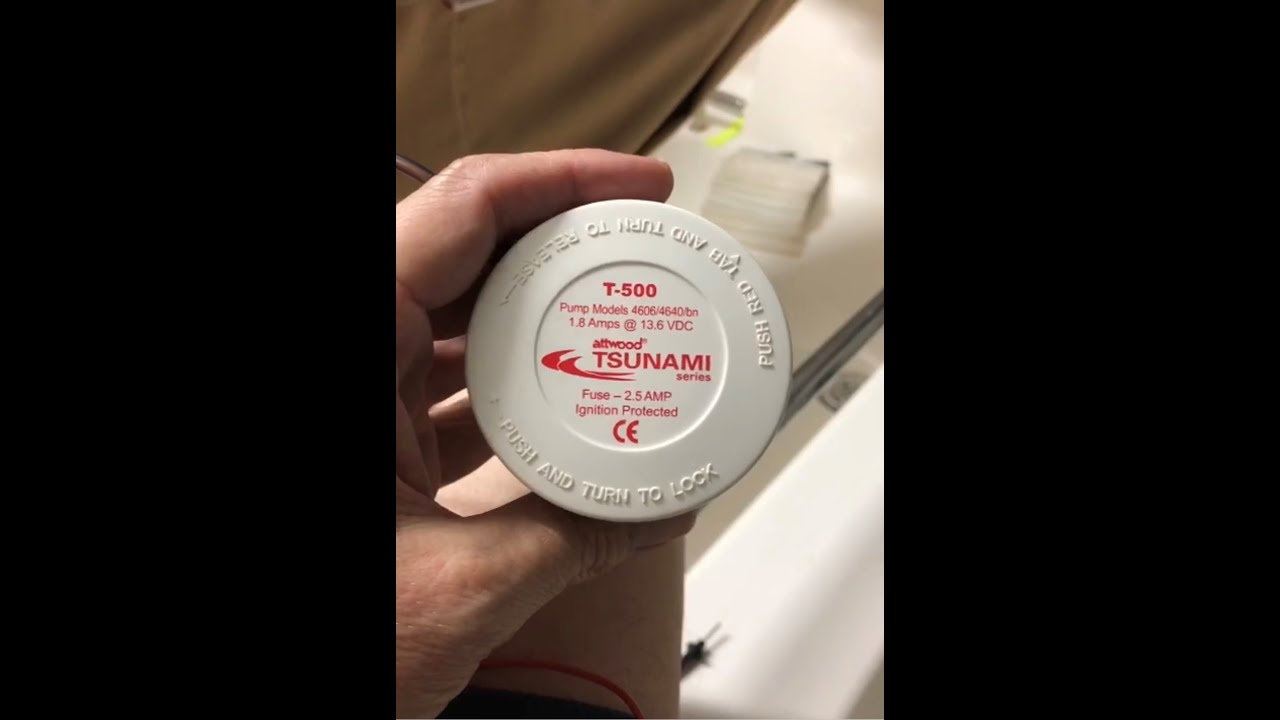 PUSH RED TAB AND TURN TO RELEASE
T-500
Pump Models 4606/4640/bn
1.8 Amps @ 13.6 VDC
attwood®
TSUNAMI
series
Fuse – 2.5 AMP
Ignition Protected
CE
PUSH AND TURN TO LOCK